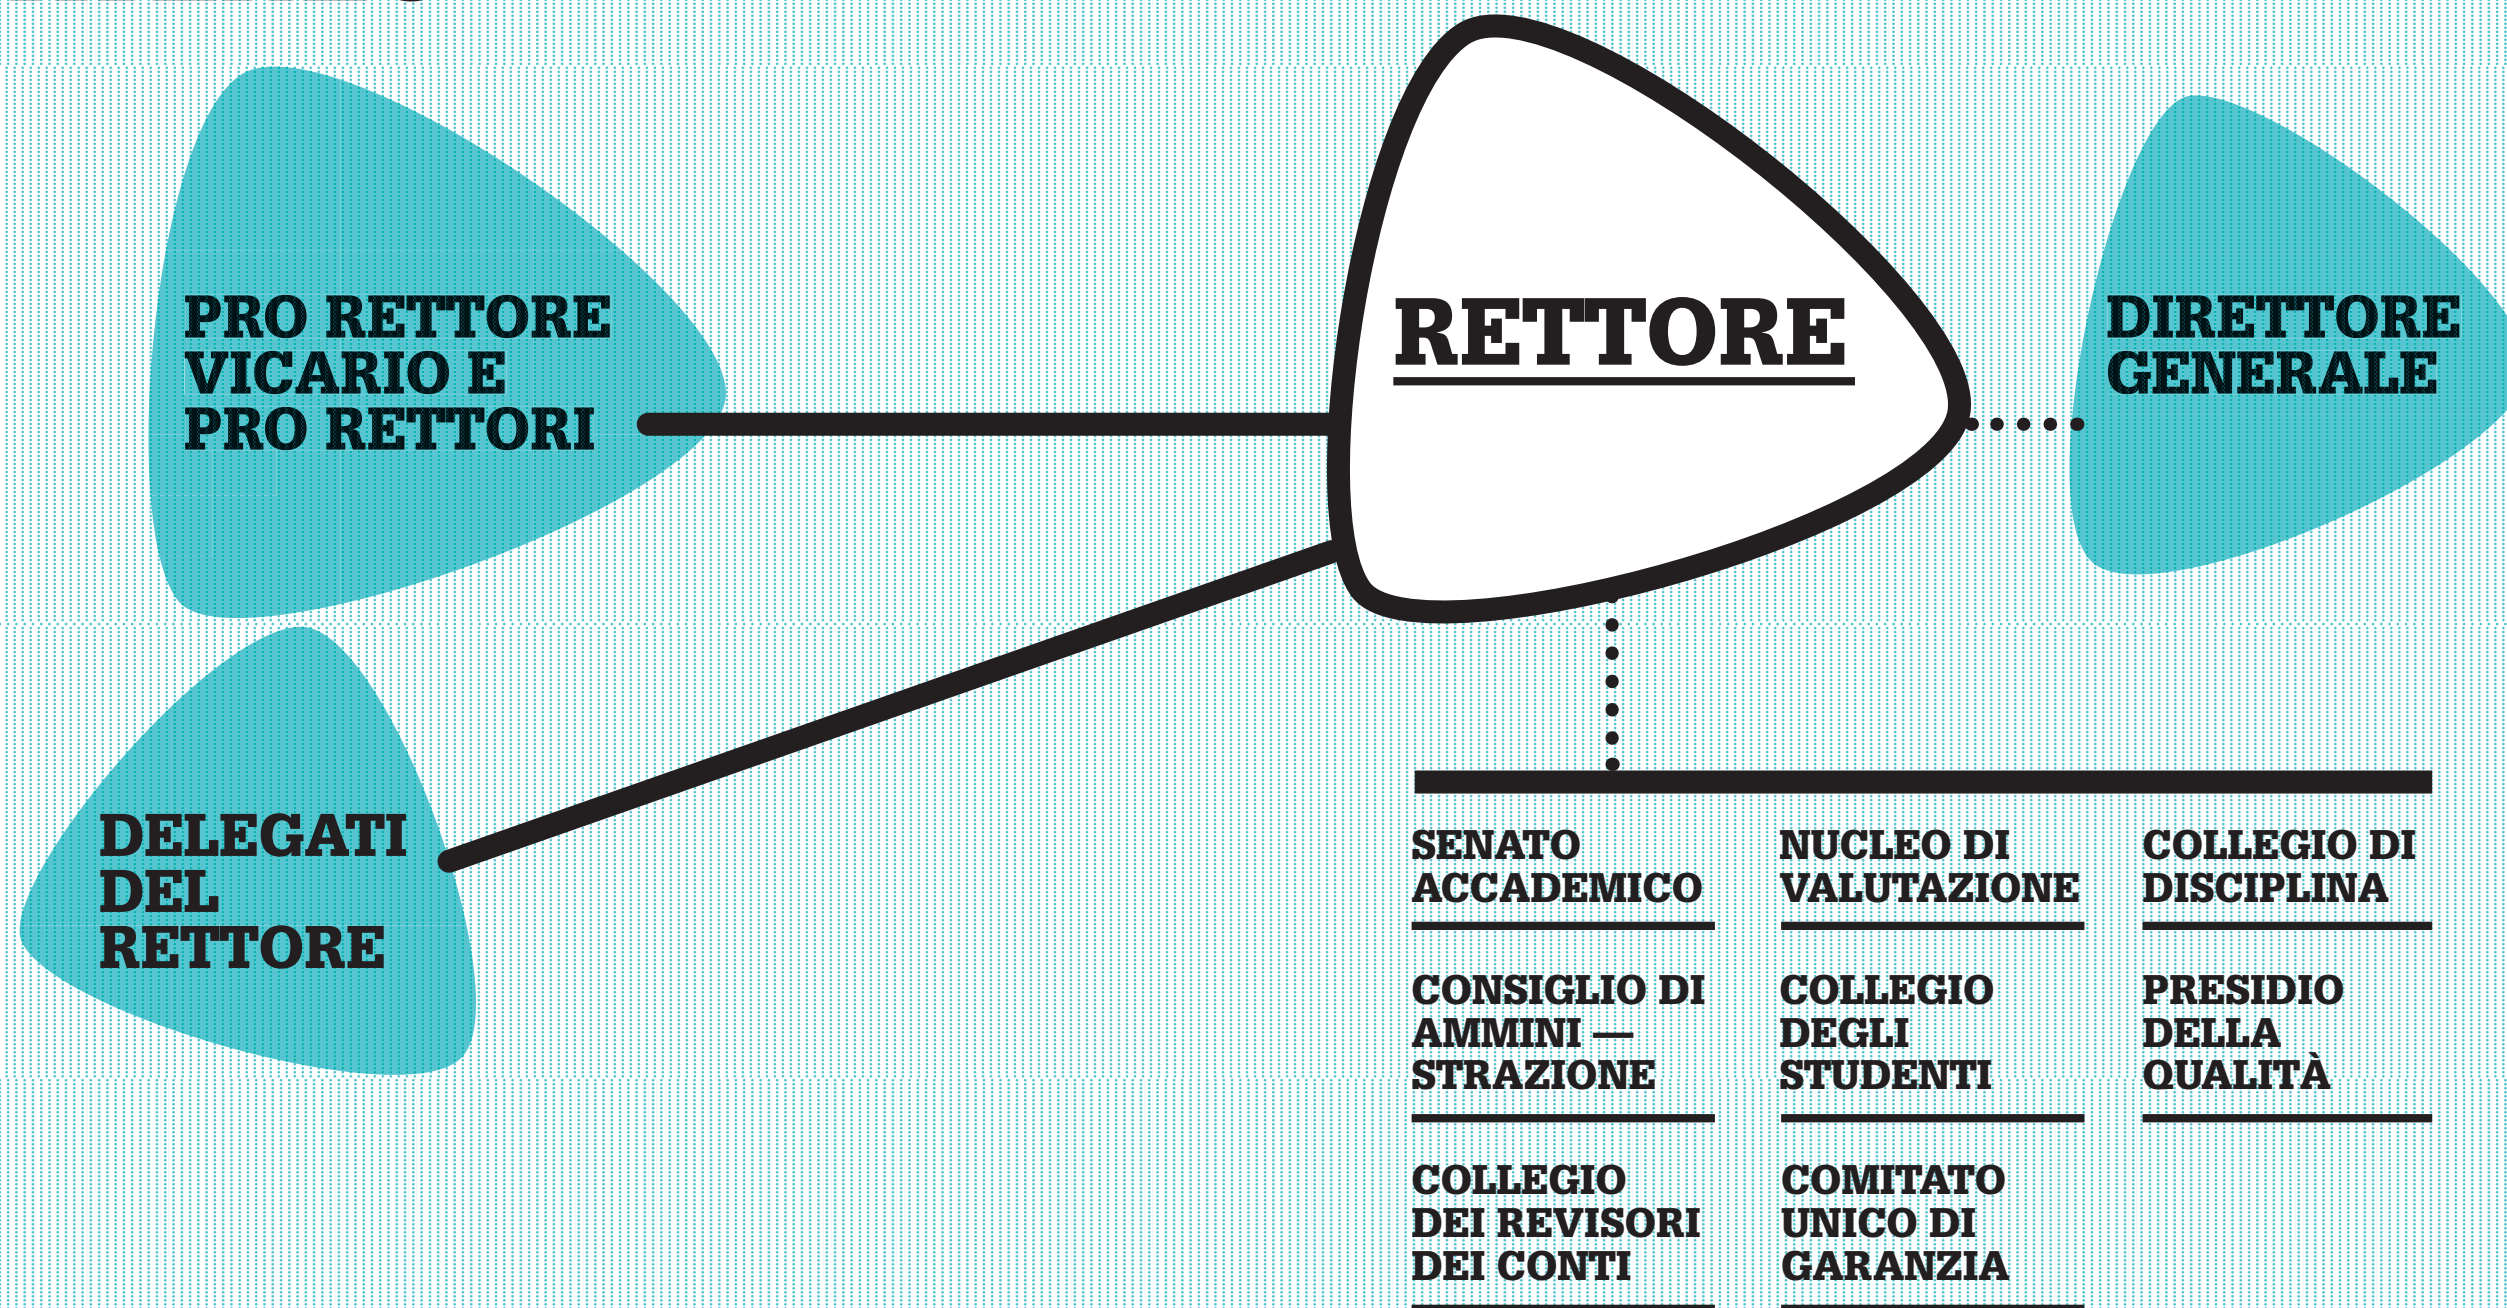 PRO RETTORE
VICARIO E
PRO RETTORI
RETTORE
DIRETTORE
GENERALE
DELEGATI
DEL
RETTORE
SENATO
ACCADEMICO
CONSIGLIO DI
AMMINI —
STRAZIONE
COLLEGIO
DEI REVISORI
DEI CONTI
NUCLEO DI
VALUTAZIONE
COLLEGIO
DEGLI
STUDENTI
COMITATO
UNICO DI
GARANZIA
COLLEGIO DI
DISCIPLINA
PRESIDIO
DELLA
QUALITÀ